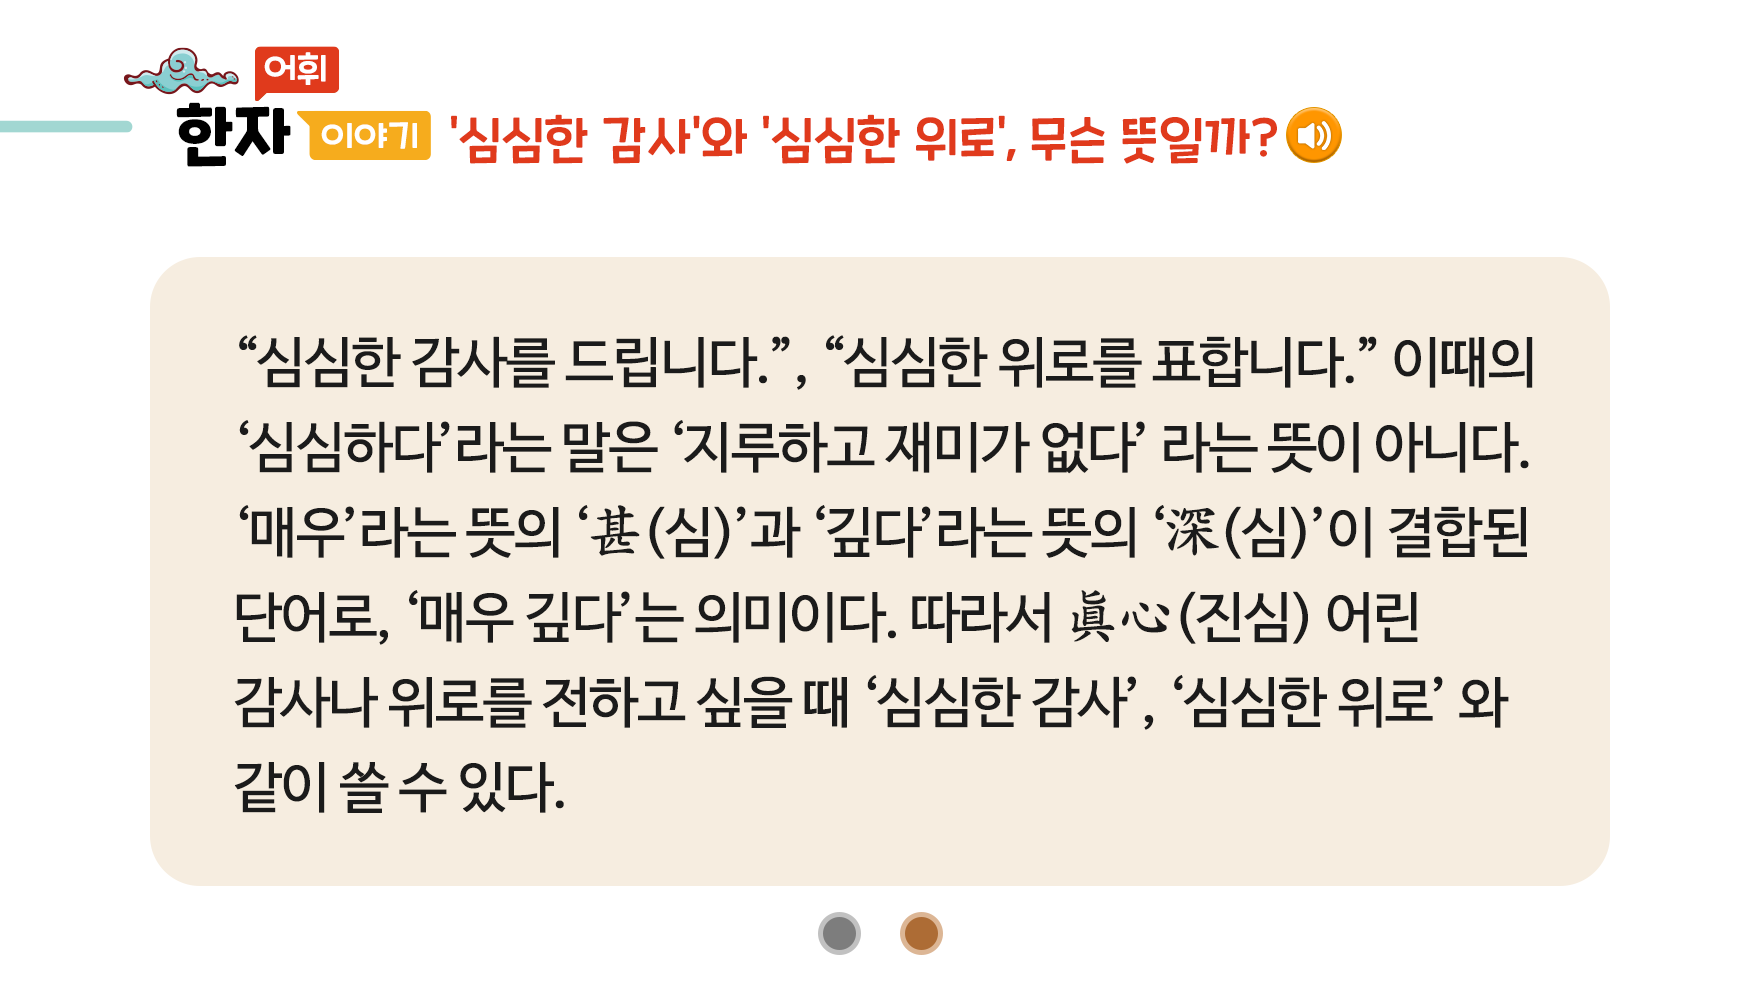 어휘
한자 이야기 '심심한 감사'와 '심심한 위로', 무슨 뜻일까?
“심심한 감사를 드립니다.”, “심심한 위로를 표합니다.” 이때의
‘심심하다’라는 말은 ‘지루하고 재미가 없다’ 라는 뜻이 아니다.
‘매우’라는 뜻의 ‘甚(심)’과 ‘깊다’라는 뜻의 ‘深(심)’이 결합된
단어로, ‘매우 깊다’는 의미이다. 따라서 眞心(진심) 어린
감사나 위로를 전하고 싶을 때 ‘심심한 감사’, ‘심심한 위로’ 와
같이 쓸 수 있다.